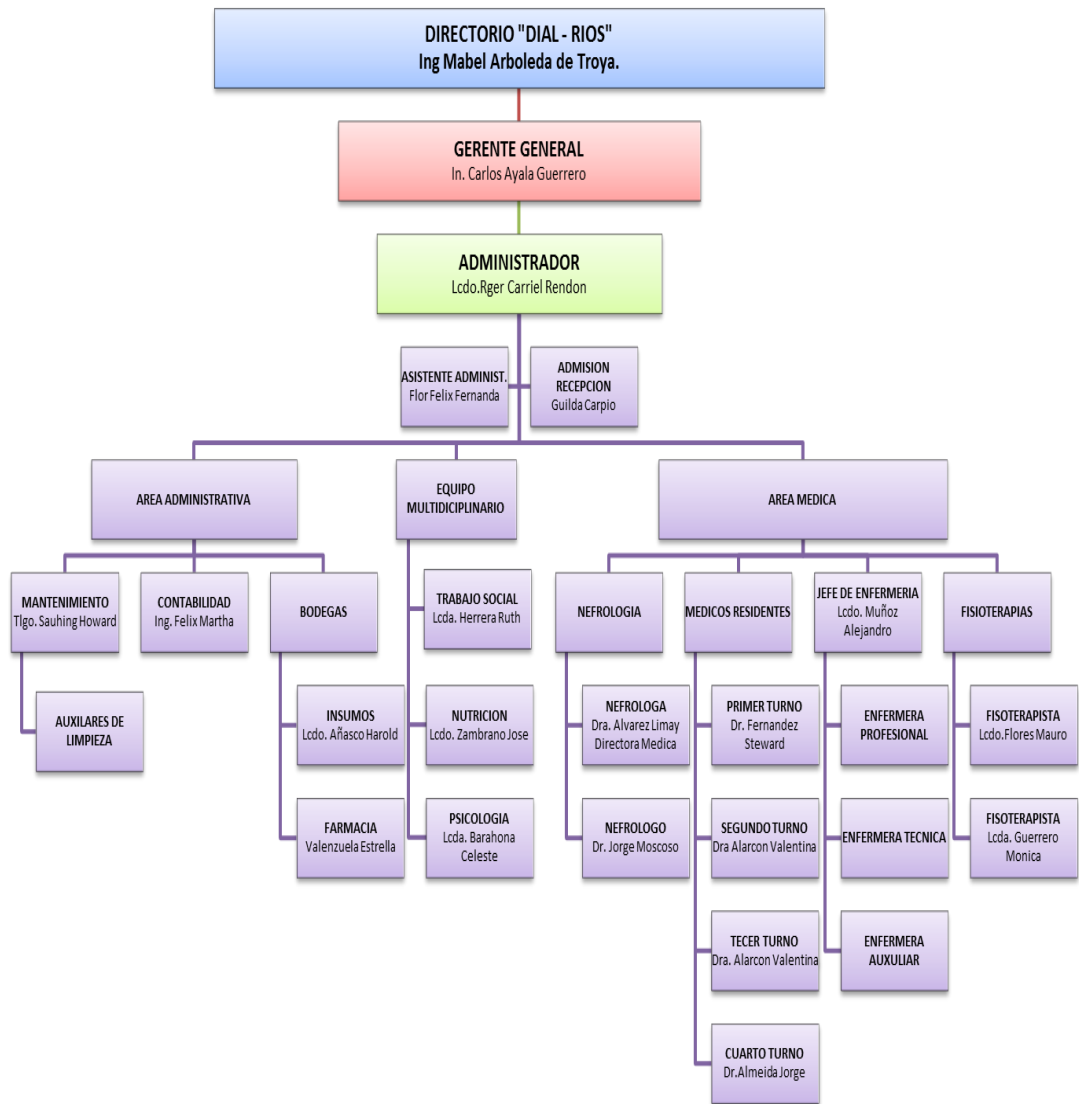 DIRECTORIO "DIAL - RIOS"
Ing Mabel Arboleda de Troya.
GERENTE GENERAL
In. Carlos Ayala Guerrero
ADMINISTRADOR
Lcdo.Rger Carriel Rendon
ASISTENTE ADMINIST.
Flor Felix Fernanda
ADMISION
RECEPCION
Guilda Carpio
AREA ADMINISTRATIVA
EQUIPO
MULTIDICIPLINARIO
AREA MEDICA
MANTENIMIENTO
Tlgo. Sauhing Howard
CONTABILIDAD
Ing. Felix Martha
BODEGAS
TRABAJO SOCIAL
Lcda. Herrera Ruth
NEFROLOGIA
MEDICOS RESIDENTES
JEFE DE ENFERMERIA
Lcdo. Muñoz
Alejandro
FISIOTERAPIAS
AUXILARES DE
LIMPIEZA
INSUMOS
Lcdo. Añasco Harold
NUTRICION
Lcdo. Zambrano Jose
NEFROLOGA
Dra. Alvarez Limay
Directora Medica
PRIMER TURNO
Dr. Fernandez
Steward
ENFERMERA
PROFESIONAL
FISOTERAPISTA
Lcdo.Flores Mauro
FARMACIA
Valenzuela Estrella
PSICOLOGIA
Lcda. Barahona
Celeste
NEFROLOGO
Dr. Jorge Moscoso
SEGUNDO TURNO
Dra Alarcon Valentina
ENFERMERA TECNICA
FISOTERAPISTA
Lcda. Guerrero
Monica
TECER TURNO
Dra. Alarcon Valentina
ENFERMERA
AUXULIAR
CUARTO TURNO
Dr.Almeida Jorge